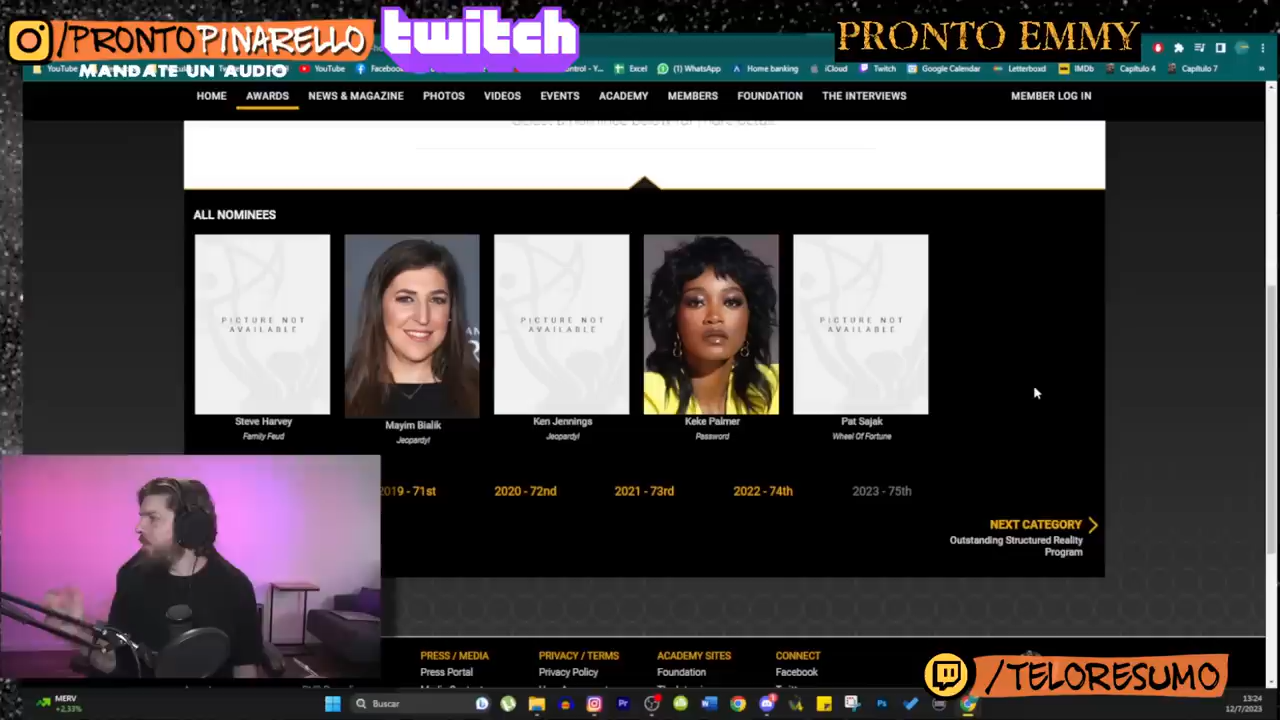 /PRONTOPINARELLO
MANDATE UN AUDIO
twitch
PRONTO EMMY
YouTube
YouTube
Facebook
Excel
(1) WhatsApp
Home banking
iCloud
Twitch
Google Calendar
Letterboxd
IMDb
Capitulo 4
Capitulo 7
HOME
AWARDS
NEWS & MAGAZINE
PHOTOS
VIDEOS
EVENTS
ACADEMY
MEMBERS
FOUNDATION
THE INTERVIEWS
MEMBER LOG IN
ALL NOMINEES
PICTURE NOT
AVAILABLE
PICTURE NOT
AVAILABLE
PICTURE NOT
AVAILABLE
Steve Harvey
Family Feud
Mayim Bialik
Jeopardy!
Ken Jennings
Jeopardy!
Keke Palmer
Password
Pat Sajak
Wheel Of Fortune
2019 - 71st
2020 - 72nd
2021 - 73rd
2022 - 74th
2023 - 75th
NEXT CATEGORY
Outstanding Structured Reality
Program
PRESS / MEDIA
Press Portal
PRIVACY / TERMS
Privacy Policy
ACADEMY SITES
Foundation
CONNECT
Facebook
/TELORESUMO
MERV
+2,33%
Buscar
13:24
12/7/2023